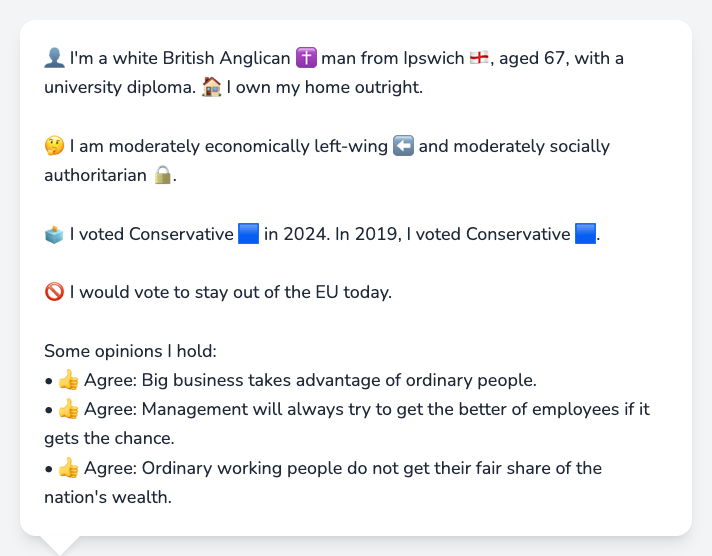 👤 I'm a white British Anglican ✝️ man from Ipswich 🏴󠁧󠁢󠁥󠁮󠁧󠁿, aged 67, with a
university diploma. 🏠 I own my home outright.
🤔 I am moderately economically left-wing ⬅️ and moderately socially
authoritarian 🔒.
🗳️ I voted Conservative 🟦 in 2024. In 2019, I voted Conservative 🟦.
🚫 I would vote to stay out of the EU today.
Some opinions I hold:
• 👍 Agree: Big business takes advantage of ordinary people.
• 👍 Agree: Management will always try to get the better of employees if it
gets the chance.
• 👍 Agree: Ordinary working people do not get their fair share of the
nation's wealth.